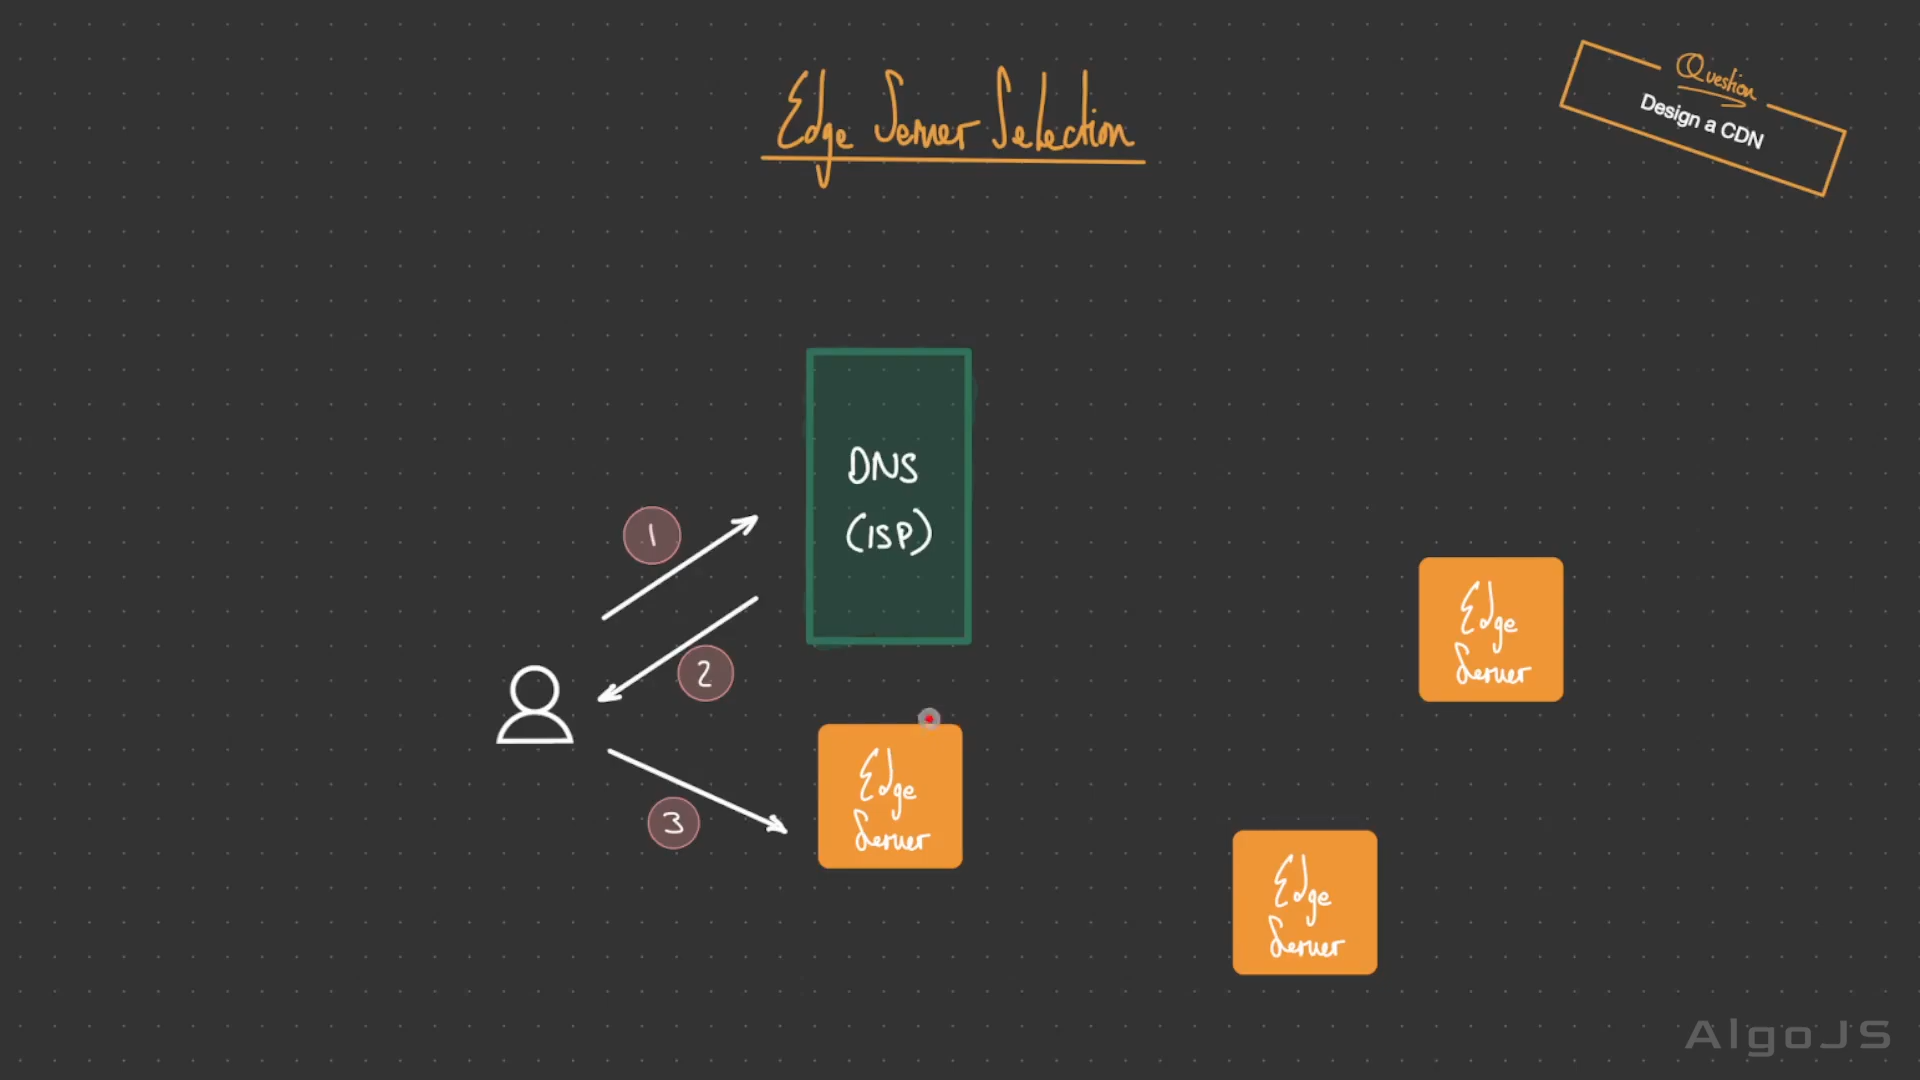 Edge Server Selection
Question
Design a CDN
DNS
(ISP)
1
2
3
Edge
Server
Edge
Server
Edge
Server
AlgoJS